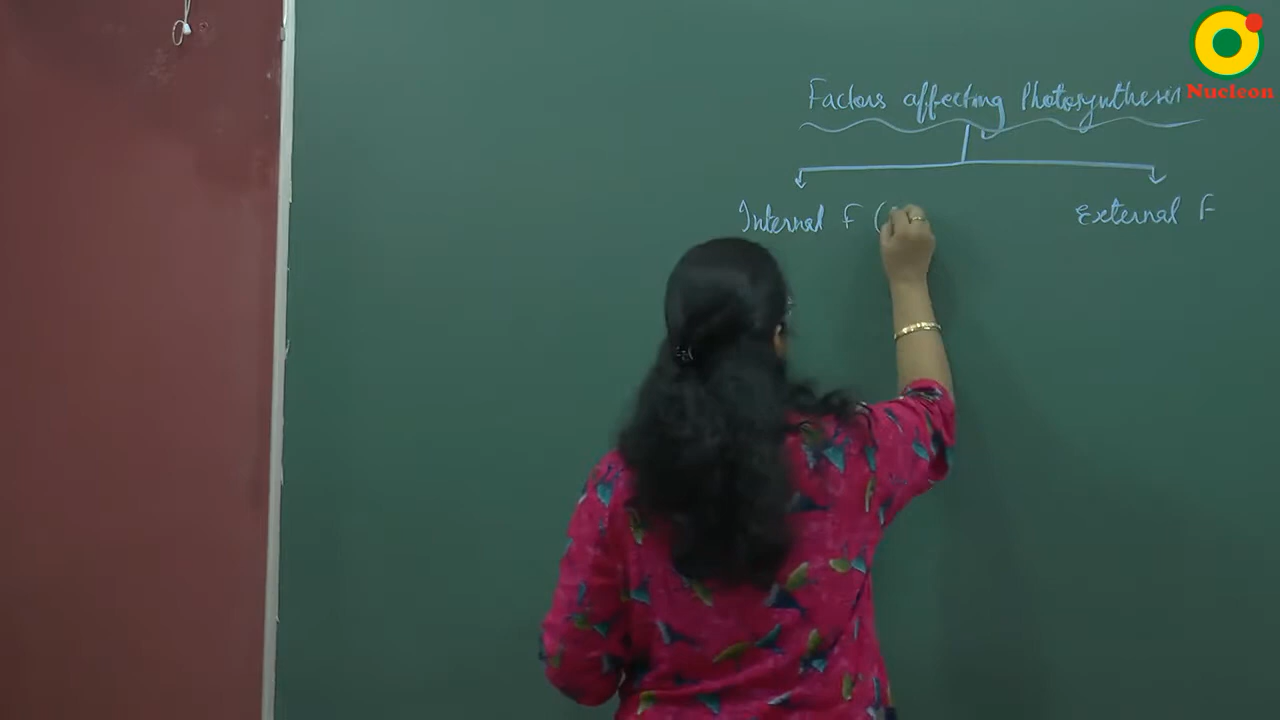 Nucleon
Factors affecting Photosynthesis
Internal F ( External F